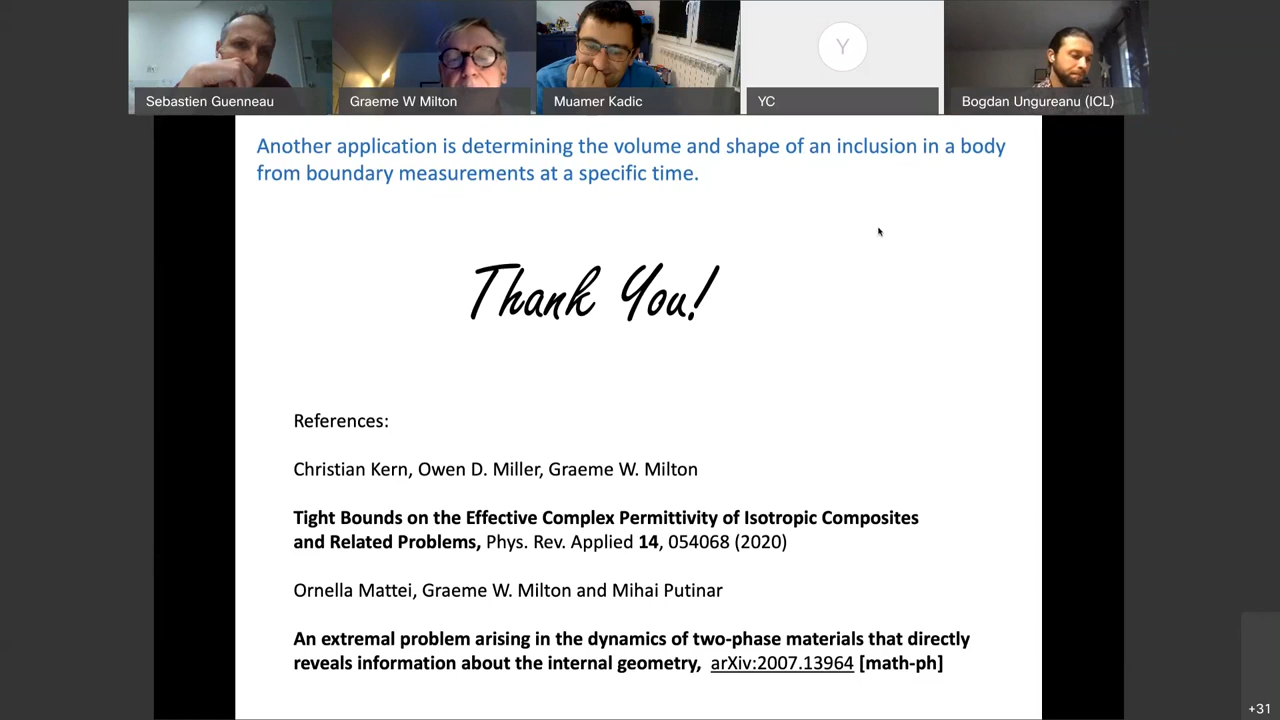 Sebastien Guenneau
Graeme W Milton
Muamer Kadic
Y
YC
Bogdan Ungureanu (ICL)
Another application is determining the volume and shape of an inclusion in a body
from boundary measurements at a specific time.
Thank You!
References:
Christian Kern, Owen D. Miller, Graeme W. Milton
Tight Bounds on the Effective Complex Permittivity of Isotropic Composites
and Related Problems, Phys. Rev. Applied 14, 054068 (2020)
Ornella Mattei, Graeme W. Milton and Mihai Putinar
An extremal problem arising in the dynamics of two-phase materials that directly
reveals information about the internal geometry, arXiv:2007.13964 [math-ph]
+31